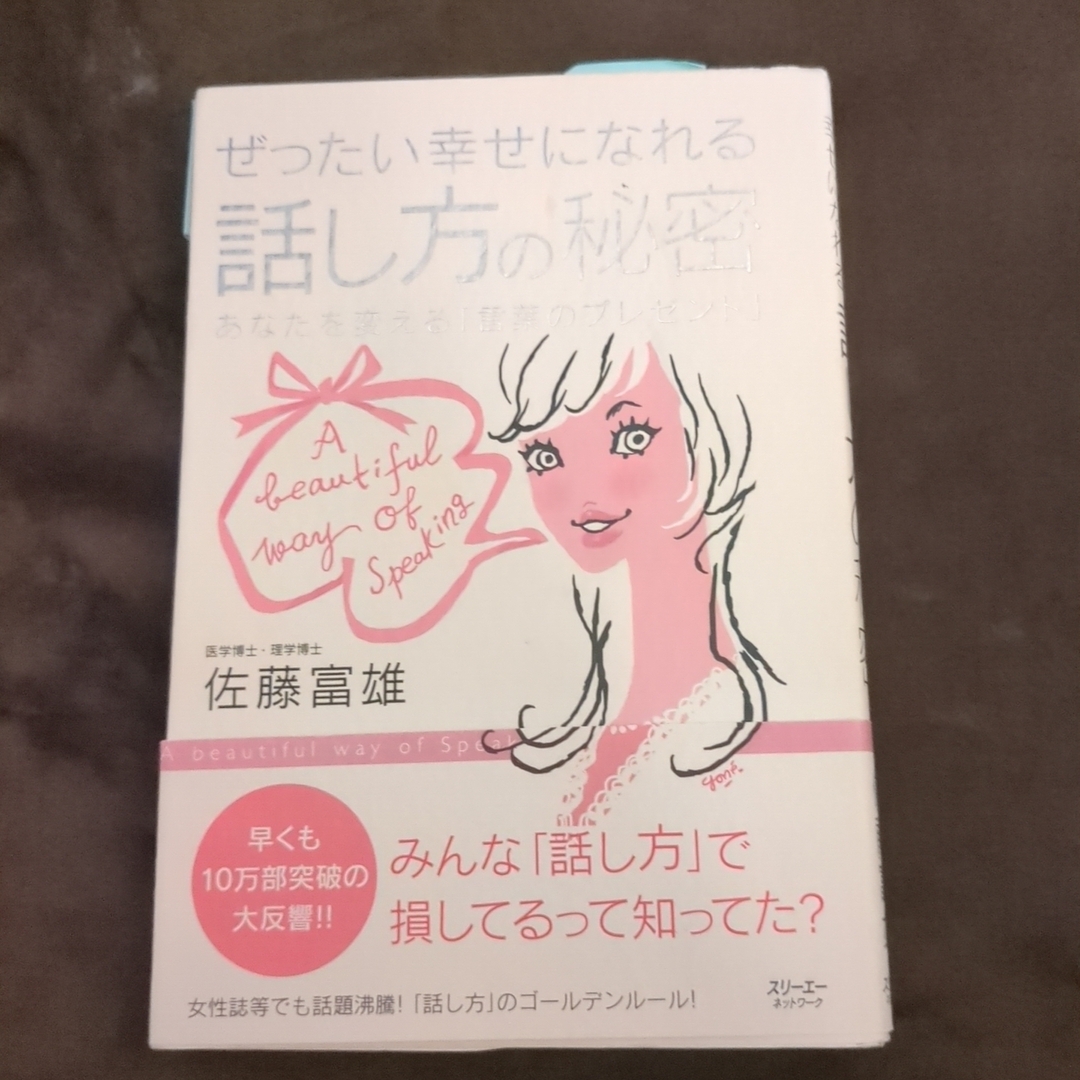 ぜったい幸せになれる
話し方の秘密
あなたを変える「言葉のプレゼント」
A
beautiful
way of
Speaking
医学博士・理学博士
佐藤富雄
A beautiful way of Speak
yoné.
早くも
10万部突破の
大反響!!
みんな「話し方」で
損してるって知ってた?
女性誌等でも話題沸騰!「話し方」のゴールデンルール!
スリーエー
ネットワーク